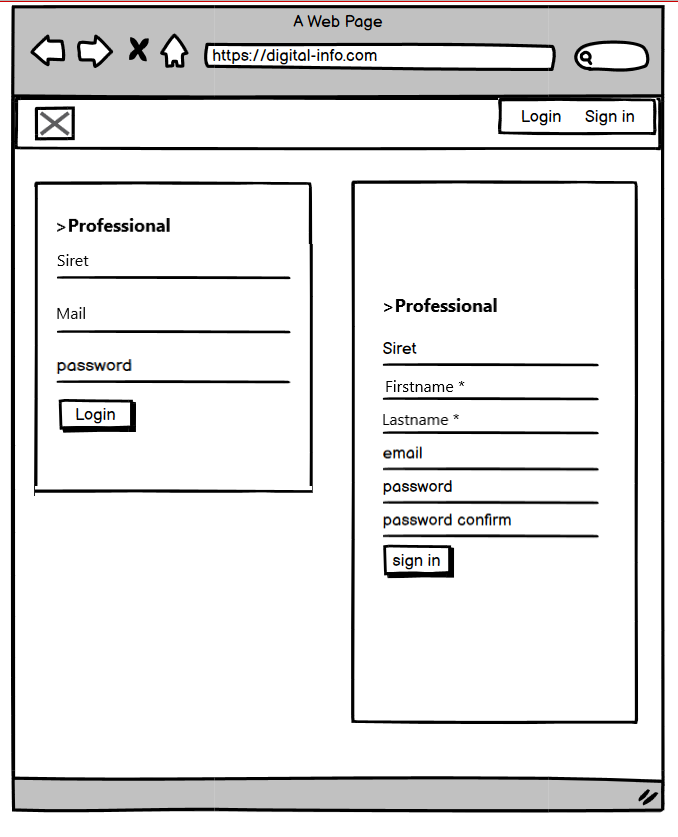 A Web Page
https://digital-info.com
Login Sign in
>Professional
Siret
Mail
password
Login
>Professional
Siret
Firstname *
Lastname *
email
password
password confirm
sign in